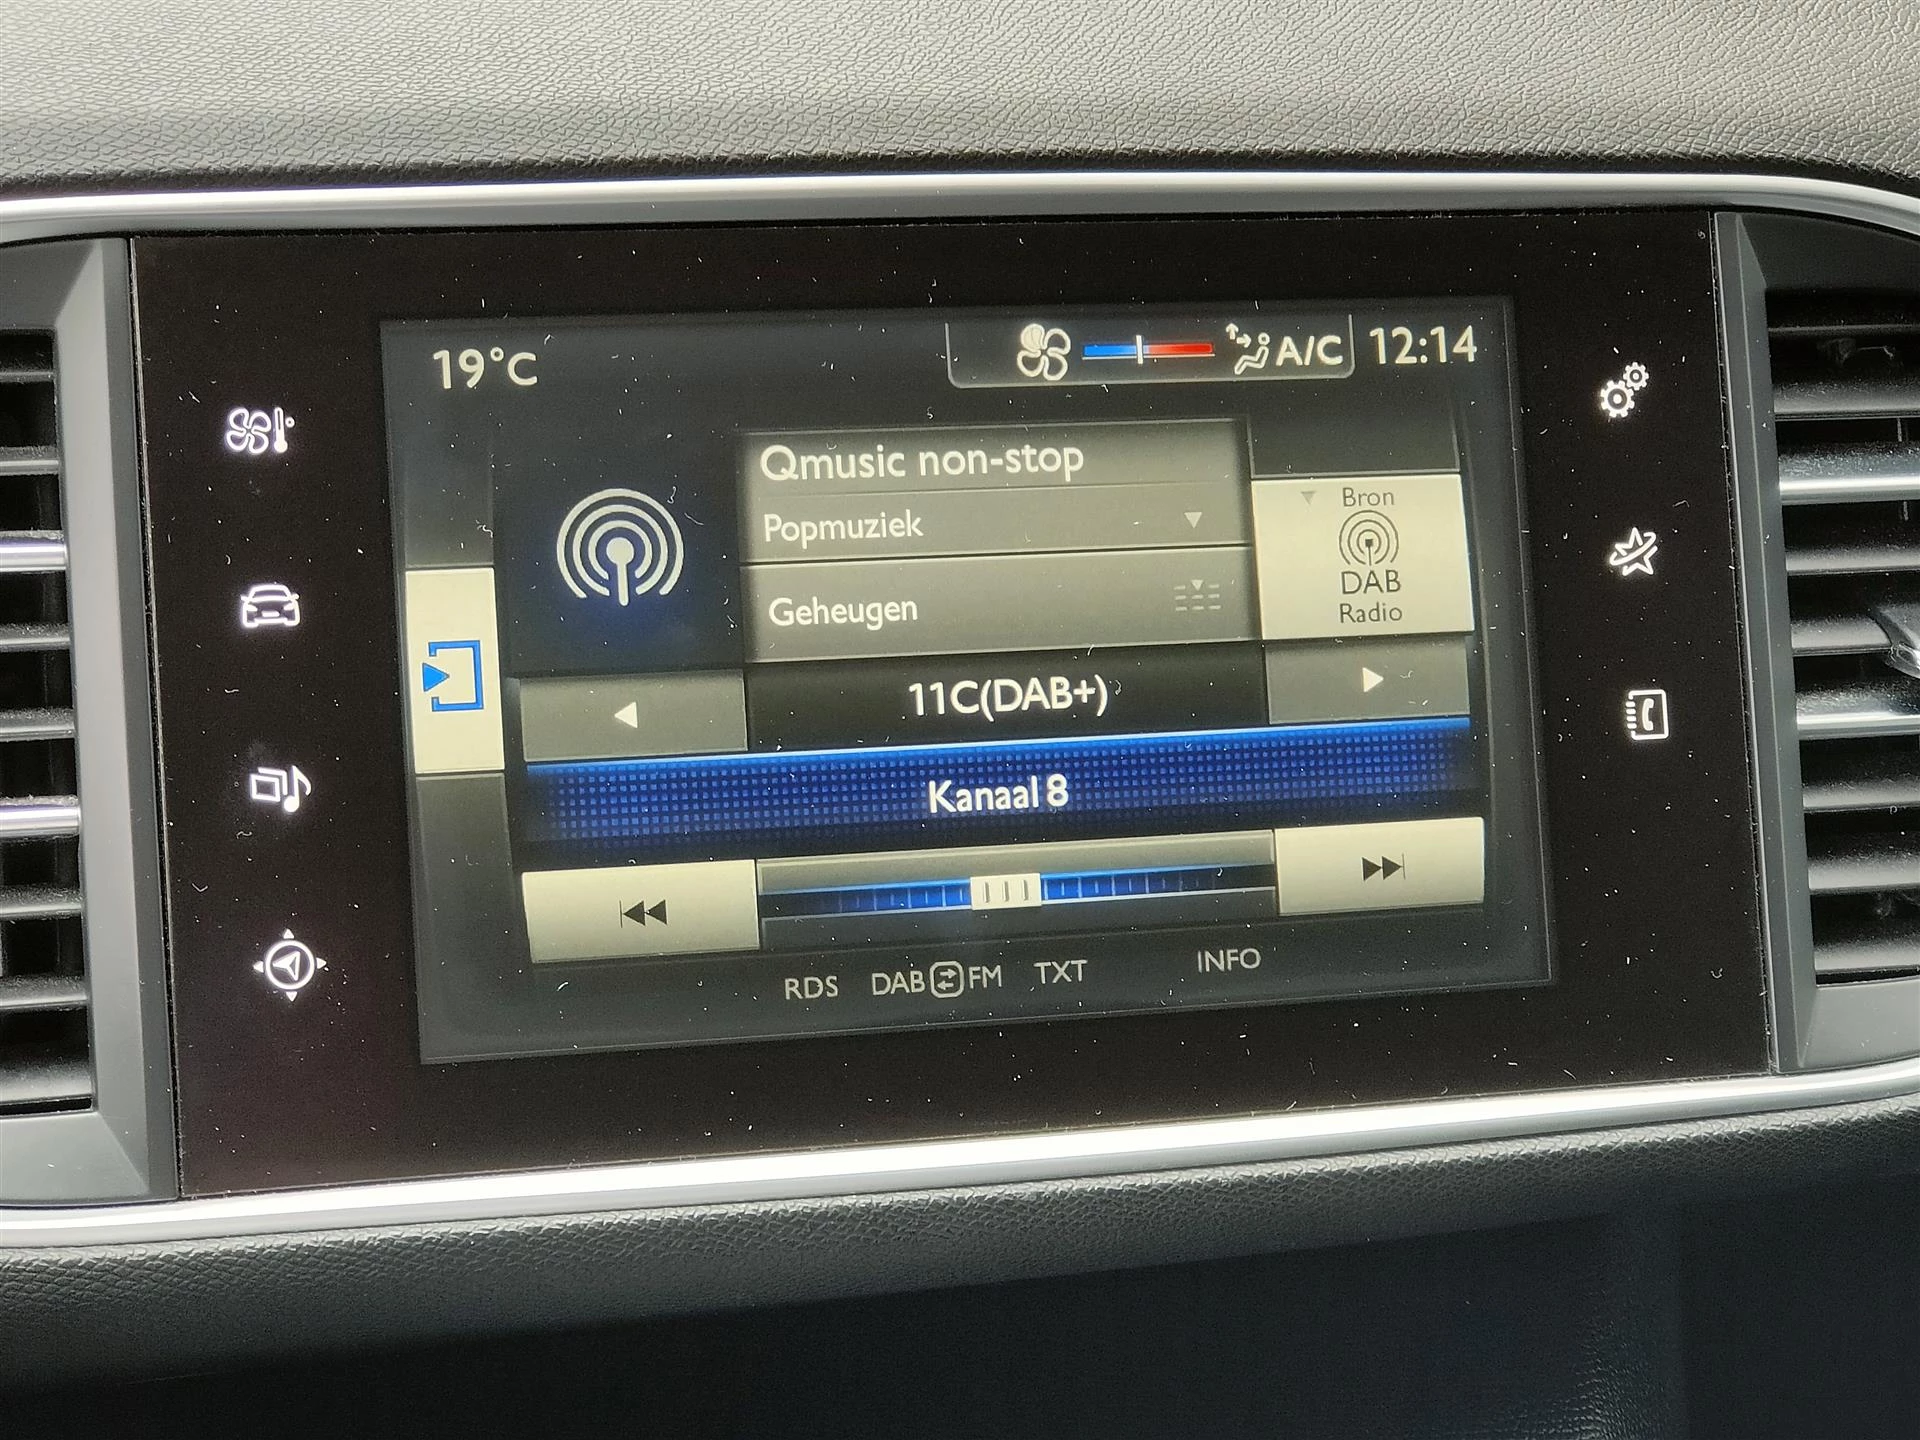 19°C
A/C
12:14
Qmusic non-stop
Popmuziek
Geheugen
Bron
DAB
Radio
11C(DAB+)
Kanaal 8
RDS DAB FM TXT INFO